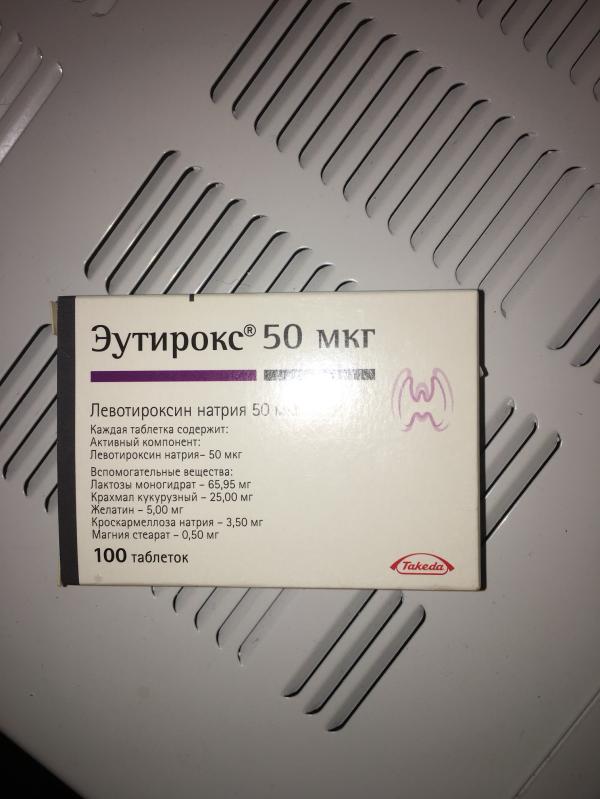 Эутирокс® 50 мкг
Левотироксин натрия 50 мкг
Каждая таблетка содержит:
Активный компонент:
Левотироксин натрия– 50 мкг
Вспомогательные вещества:
Лактозы моногидрат – 65,95 мг
Крахмал кукурузный – 25,00 мг
Желатин – 5,00 мг
Кроскармеллоза натрия – 3,50 мг
Магния стеарат – 0,50 мг
100 таблеток
Takeda